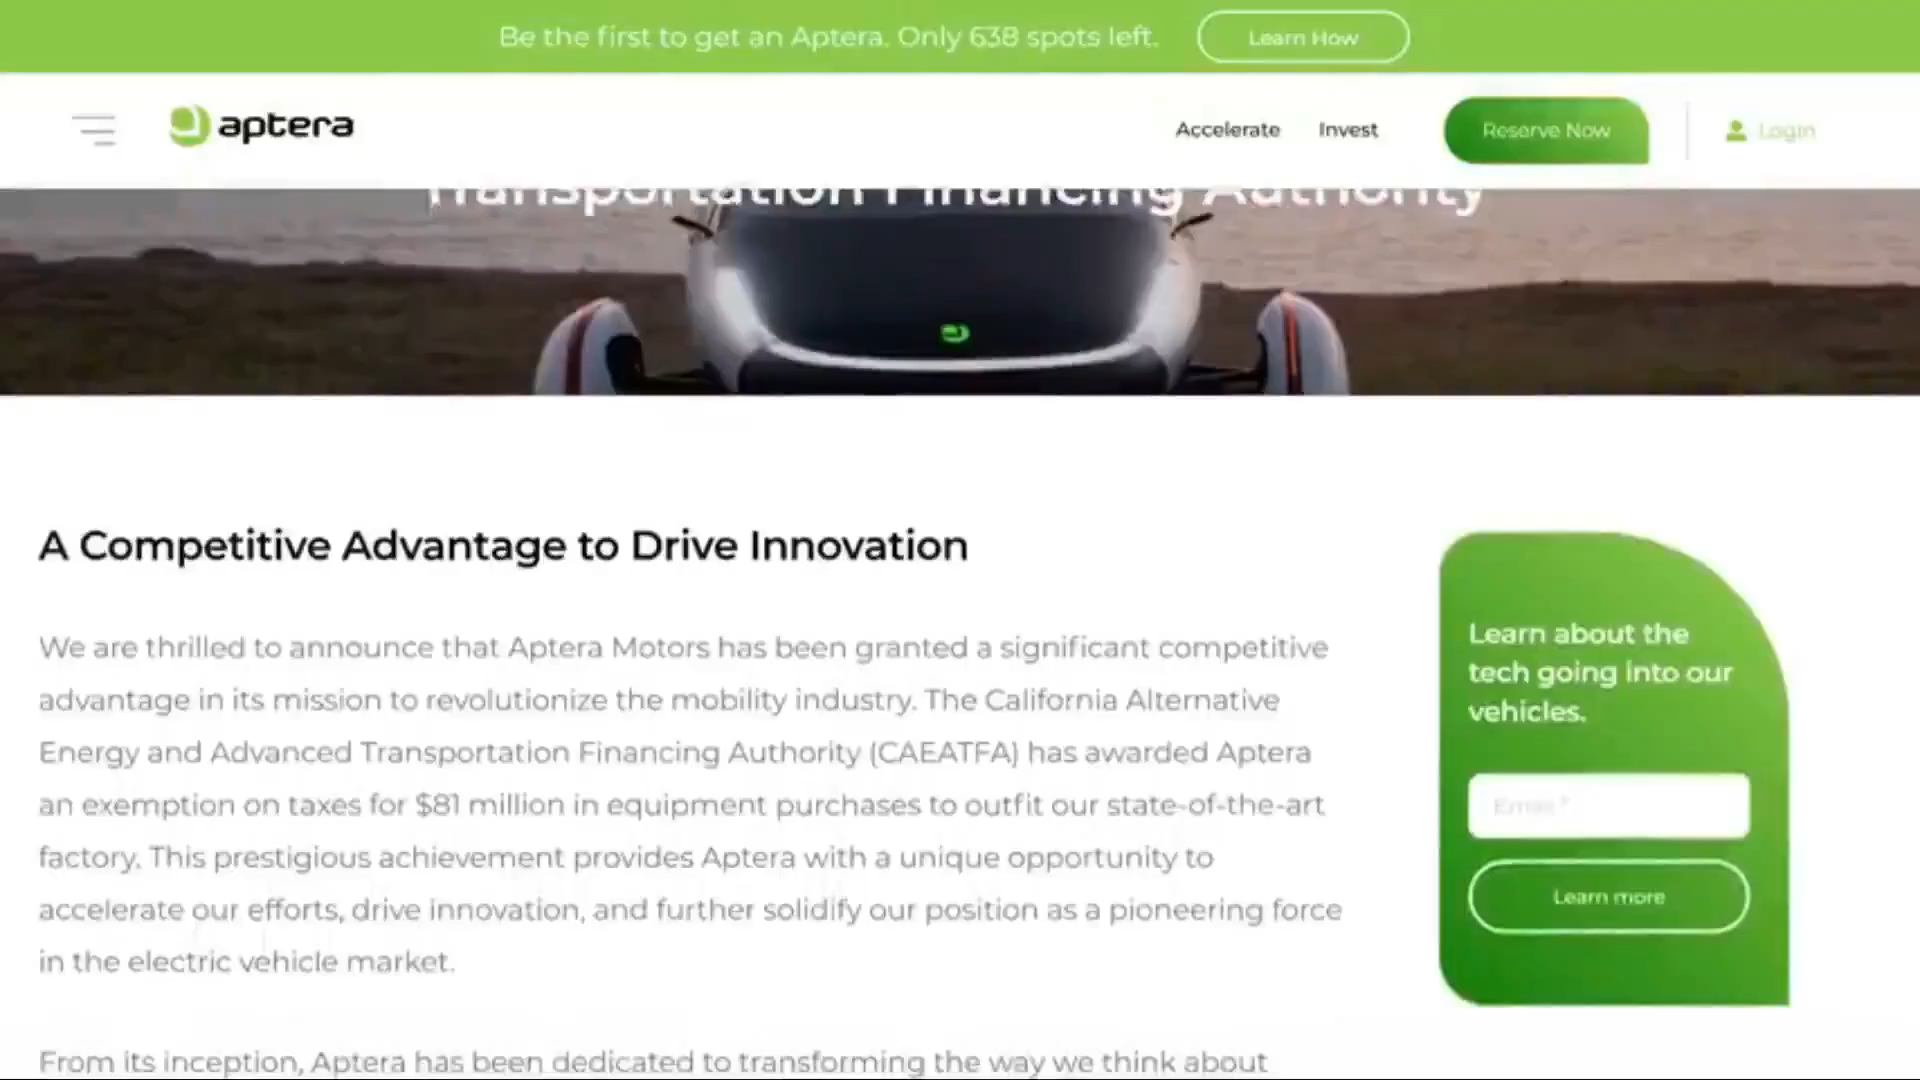 Be the first to get an Aptera. Only 638 spots left.
Learn How
aptera
Accelerate
Invest
Reserve Now
Login
Transportation Financing Authority
A Competitive Advantage to Drive Innovation
We are thrilled to announce that Aptera Motors has been granted a significant competitive
advantage in its mission to revolutionize the mobility industry. The California Alternative
Energy and Advanced Transportation Financing Authority (CAEATFA) has awarded Aptera
an exemption on taxes for $81 million in equipment purchases to outfit our state-of-the-art
factory. This prestigious achievement provides Aptera with a unique opportunity to
accelerate our efforts, drive innovation, and further solidify our position as a pioneering force
in the electric vehicle market.
From its inception, Aptera has been dedicated to transforming the way we think about
Learn about the
tech going into our
vehicles.
Email *
Learn more